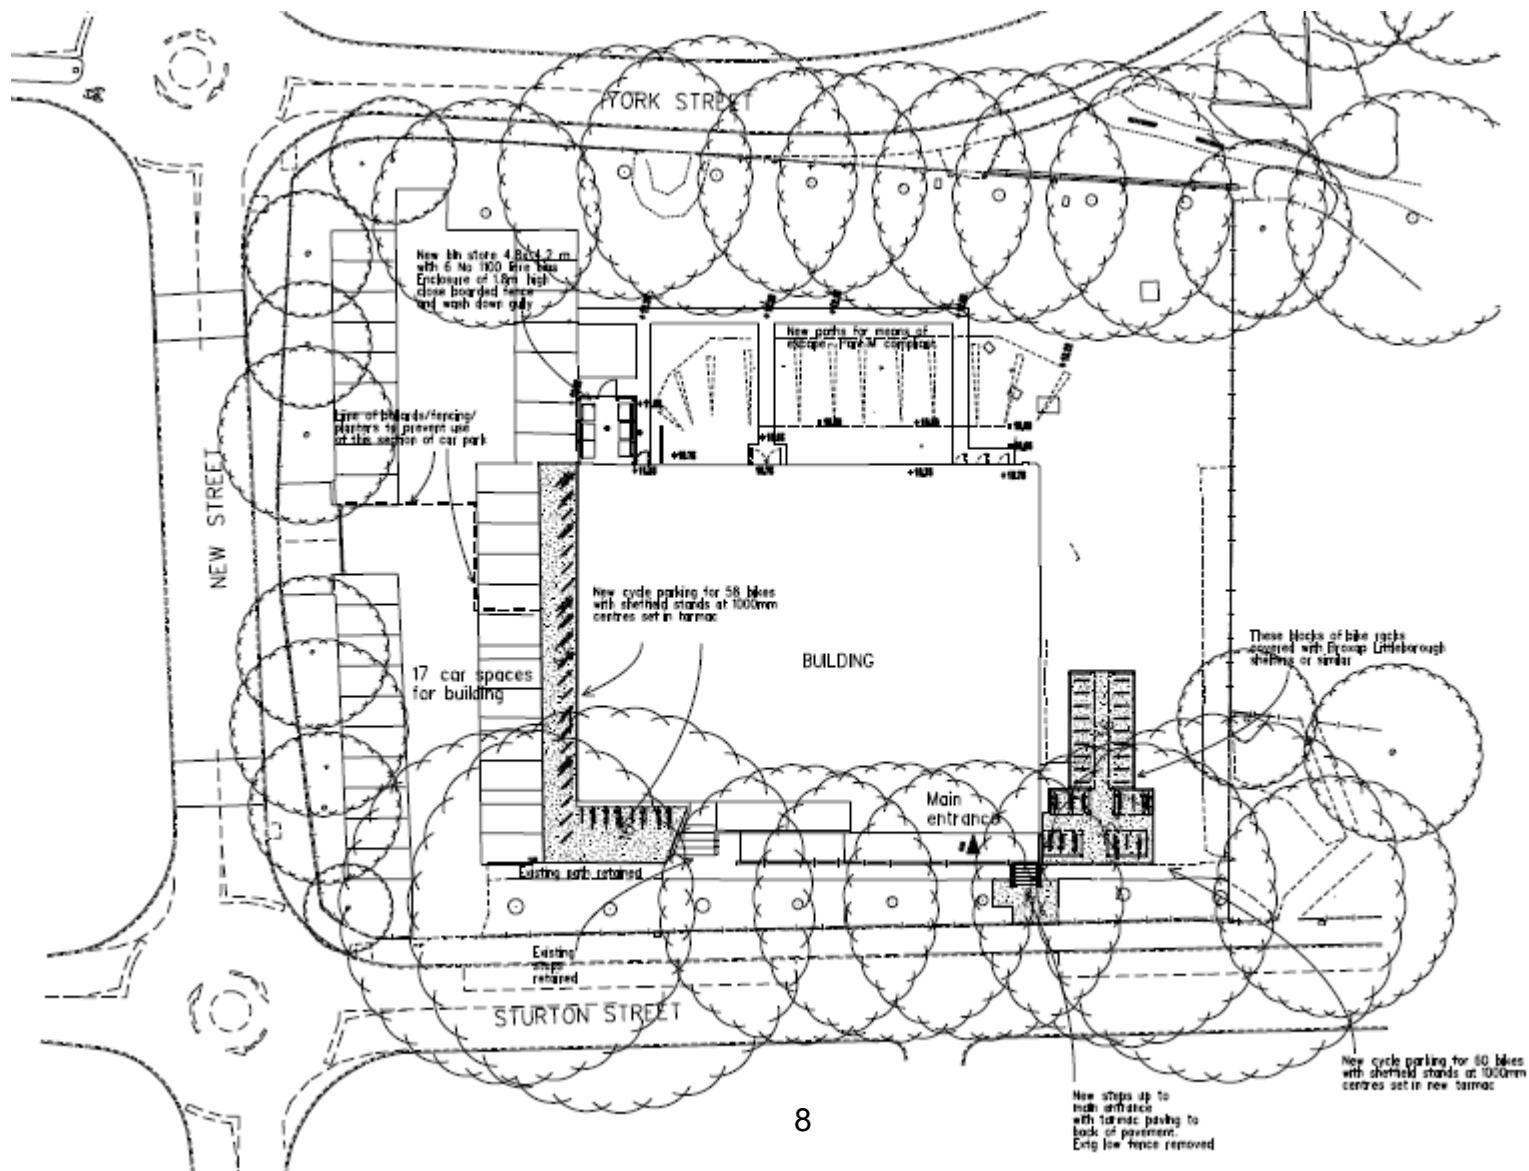 YORK STREET
New bin store 4.8x4.2 m
with 6 No 1100 litre bins
Enclosure of 1.8m high
close boarded fence
and wash down gully
New paths for means of
escape Part M compliant
Line of bollards/fencing/
planters to prevent use
of this section of car park
NEW STREET
New cycle parking for 58 bikes
with sheffield stands at 1000mm
centres set in tarmac
BUILDING
17 car spaces
for building
These blocks of bike racks
covered with Broxap Littleborough
shelters or similar
Main
entrance
Existing path retained
Existing
steps
retained
STURTON STREET
New cycle parking for 60 bikes
with sheffield stands at 1000mm
centres set in new tarmac
New steps up to
main entrance
with tarmac paving to
back of pavement.
Extg low fence removed
8